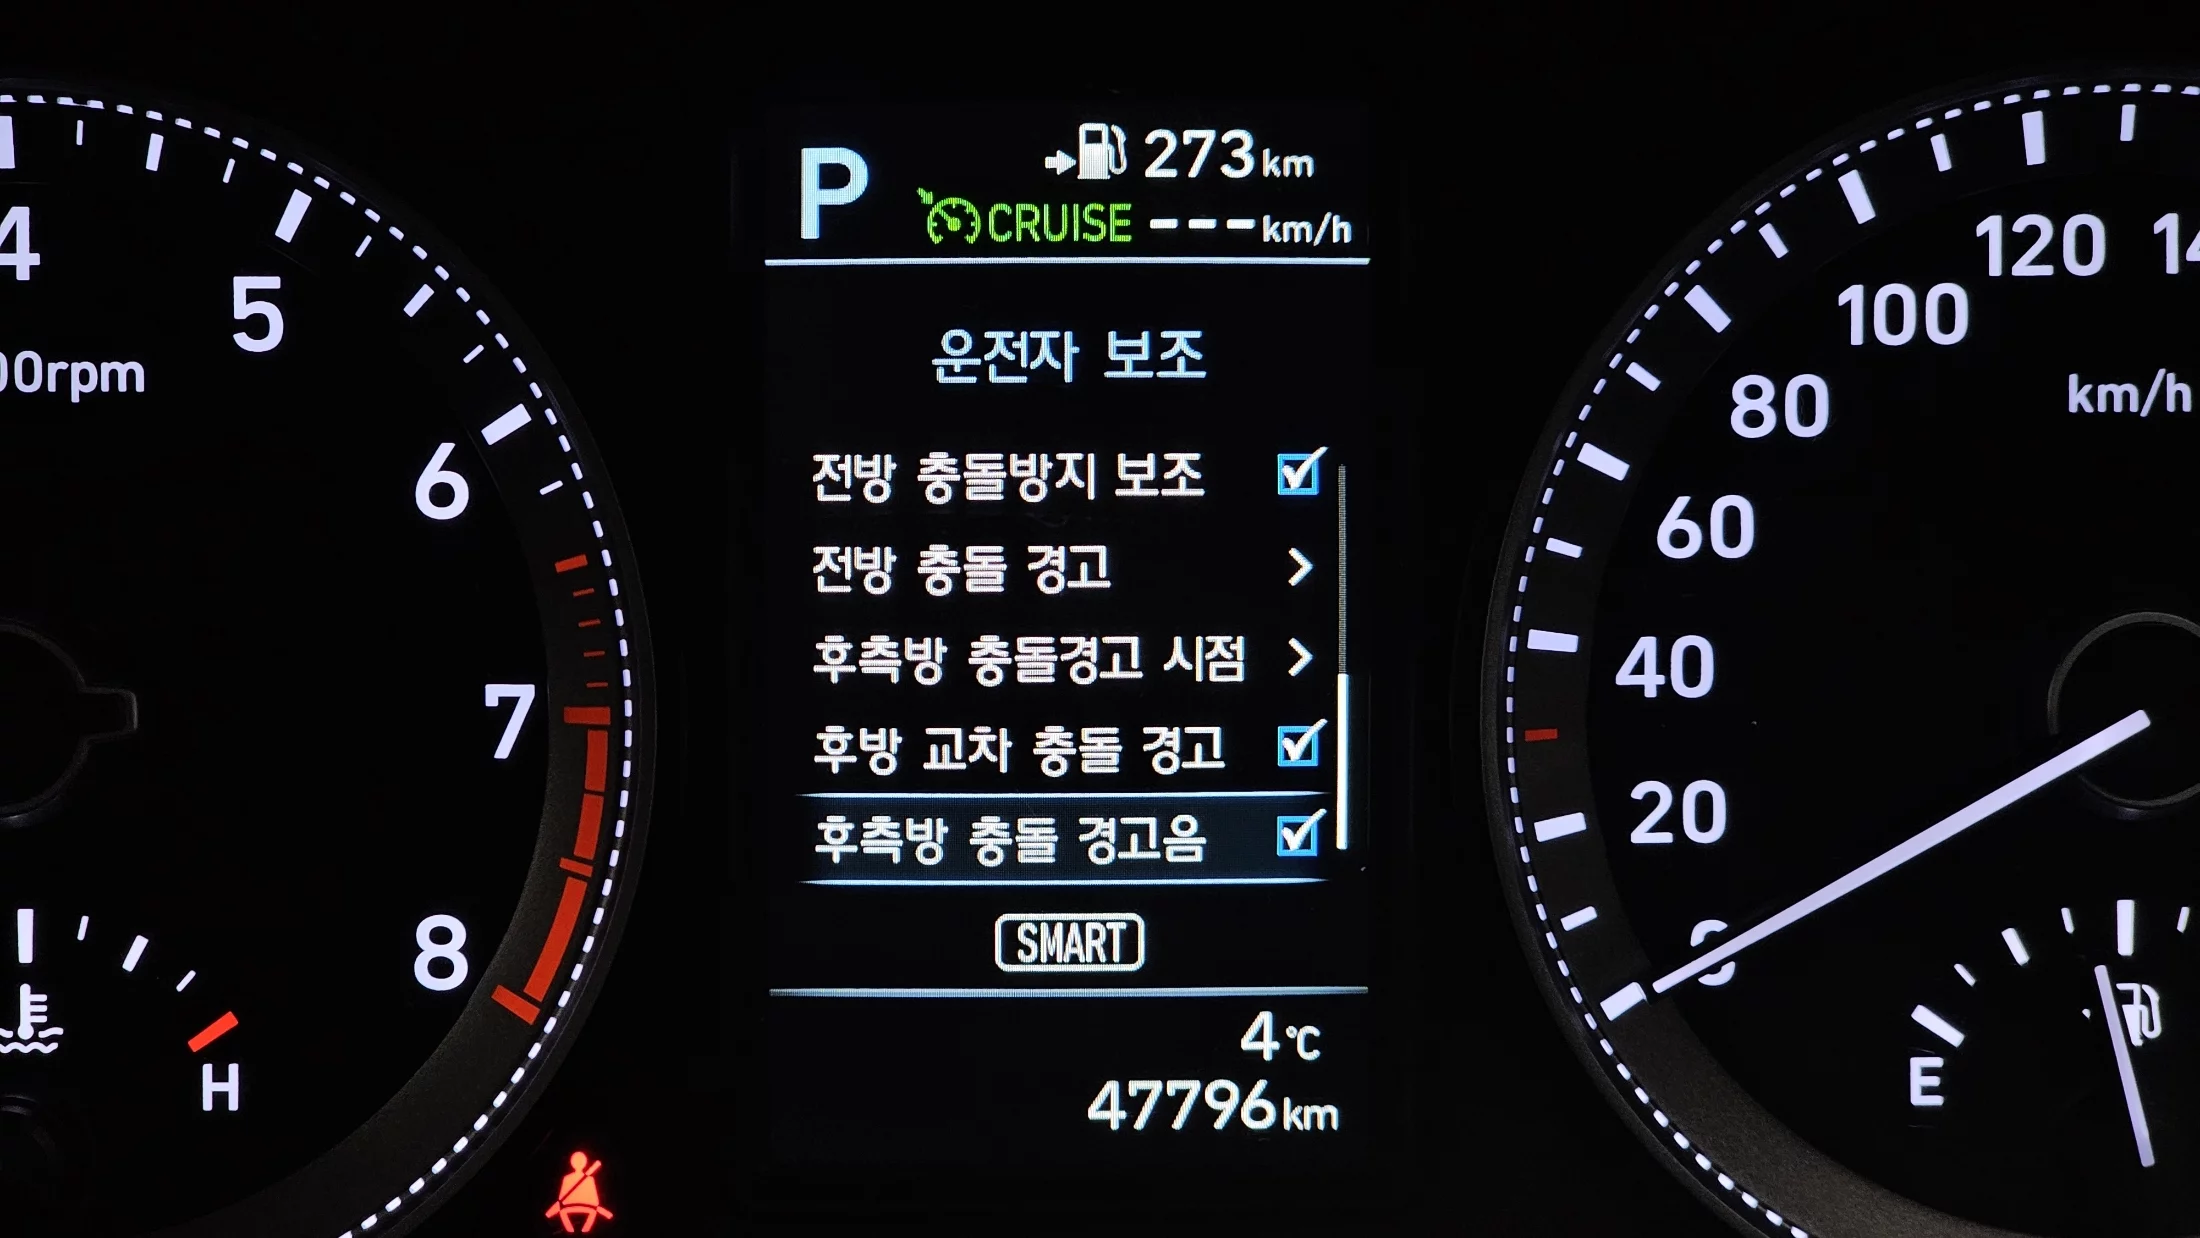 P
273km
CRUISE ---km/h
운전자 보조
전방 충돌방지 보조
전방 충돌 경고 >
후측방 충돌경고 시점 >
후방 교차 충돌 경고
후측방 충돌 경고음
SMART
4℃
47796km
4
5
00rpm
6
7
8
H
14
120
100
km/h
80
60
40
20
0
E